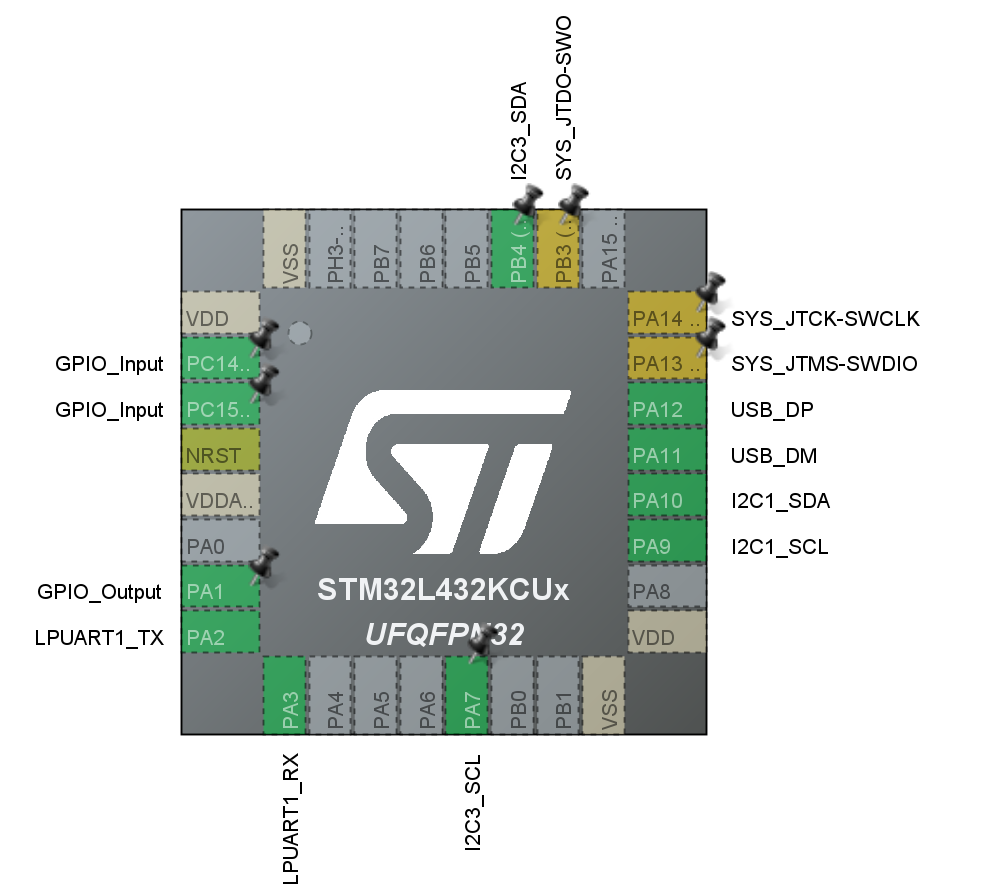 I2C3_SDA
SYS_JTDO-SWO
VSS
PH3-..
PB7
PB6
PB5
PB4 (..
PB3 (..
PA15 ..
VDD
GPIO_Input PC14..
GPIO_Input PC15..
NRST
VDDA..
PA0
GPIO_Output PA1
LPUART1_TX PA2
PA14 .. SYS_JTCK-SWCLK
PA13 .. SYS_JTMS-SWDIO
PA12 USB_DP
PA11 USB_DM
PA10 I2C1_SDA
PA9 I2C1_SCL
PA8
VDD
ST
STM32L432KCUx
UFQFPN32
PA3
PA4
PA5
PA6
PA7
PB0
PB1
VSS
LPUART1_RX
I2C3_SCL